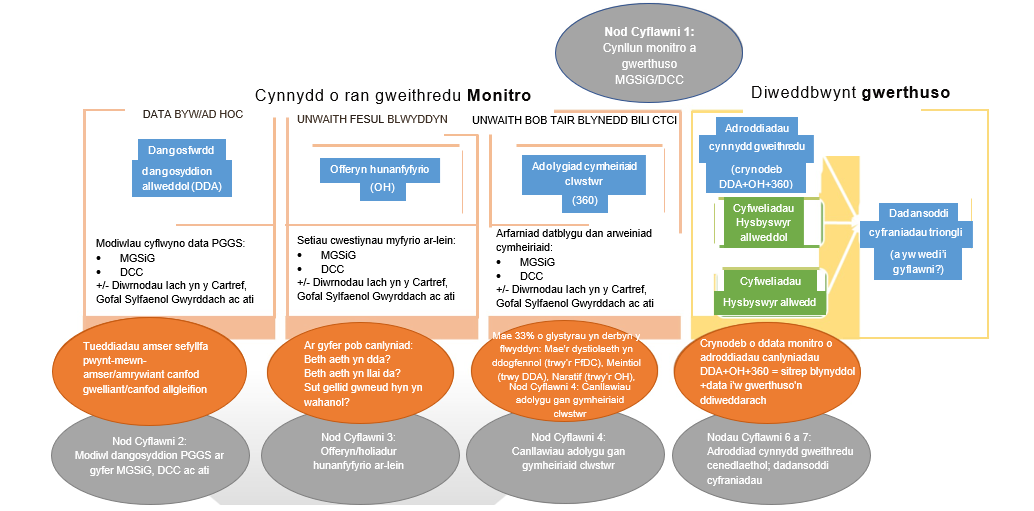 Nod Cyflawni 1:
Cynllun monitro a
gwerthuso
MGSiG/DCC
Cynnydd o ran gweithredu Monitro
Diweddbwynt gwerthuso
DATA BYW/AD HOC
Dangosfwrdd
dangosyddion
allweddol (DDA)
Modiwlau cyflwyno data PGGS:
• MGSiG
• DCC
+/- Diwrnodau Iach yn y Cartref,
Gofal Sylfaenol Gwyrddach ac ati
Tueddiadau amser sefyllfa
pwynt-mewn-
amser/amrywiant canfod
gwelliant/canfod allgleifion
Nod Cyflawni 2:
Modiwl dangosyddion PGGS ar
gyfer MGSiG, DCC ac ati
UNWAITH FESUL BLWYDDYN
Offeryn hunanfyfyrio
(OH)
Setiau cwestiynau myfyrio ar-lein:
• MGSiG
• DCC
+/- Diwrnodau Iach yn y Cartref,
Gofal Sylfaenol Gwyrddach ac ati
Ar gyfer pob canlyniad:
Beth aeth yn dda?
Beth aeth yn llai da?
Sut gellid gwneud hyn yn
wahanol?
Nod Cyflawni 3:
Offeryn/holiadur
hunanfyfyrio ar-lein
UNWAITH BOB TAIR BLYNEDD BILI CTCI
Adolygiad cymheiriaid
clwstwr
(360)
Arfarniad datblygu dan arweiniad
cymheiriaid:
• MGSiG
• DCC
+/- Diwrnodau Iach yn y Cartref,
Gofal Sylfaenol Gwyrddach ac ati
Mae 33% o glystyrau yn derbyn y
flwyddyn: Mae'r dystiolaeth yn
ddogfennol (trwy'r FfDC), Meintiol
(trwy DDA), Naratif (trwy'r OH),
Nod Cyflawni 4: Canllawiau
adolygu gan gymheiriaid
clwstwr
Nod Cyflawni 4:
Canllawiau adolygu gan
gymheiriaid clwstwr
Adroddiadau
cynnydd gweithredu
(crynodeb
DDA+OH+360)
Cyfweliadau
Hysbyswyr
allweddol
Cyfweliadau
Hysbyswyr allwedd
Dadansoddi
cyfraniadau triongli
(a yw wedi'i
gyflawni?)
Crynodeb o ddata monitro o
adroddiadau canlyniadau
DDA+OH+360 = sitrep blynyddol
+data i'w gwerthuso'n
ddiweddarach
Nodau Cyflawni 6 a 7:
Adroddiad cynnydd gweithredu
cenedlaethol; dadansoddi
cyfraniadau